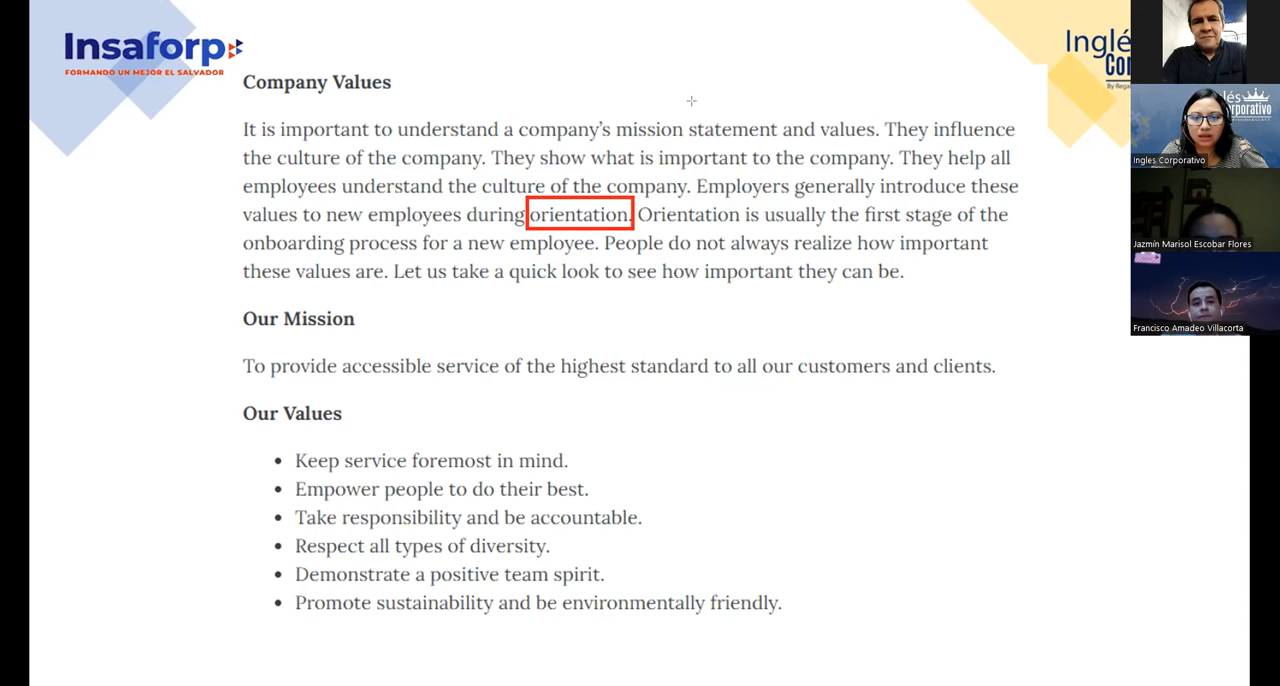 Insaforp
FORMANDO UN MEJOR EL SALVADOR
Inglé
Cor
Company Values
It is important to understand a company's mission statement and values. They influence
the culture of the company. They show what is important to the company. They help all
employees understand the culture of the company. Employers generally introduce these
values to new employees during orientation. Orientation is usually the first stage of the
onboarding process for a new employee. People do not always realize how important
these values are. Let us take a quick look to see how important they can be.
Our Mission
To provide accessible service of the highest standard to all our customers and clients.
Our Values
• Keep service foremost in mind.
• Empower people to do their best.
• Take responsibility and be accountable.
• Respect all types of diversity.
• Demonstrate a positive team spirit.
• Promote sustainability and be environmentally friendly.
glés
orporativo
Ingles Corporativo
Jazmín Marisol Escobar Flores
Francisco Amadeo Villacorta